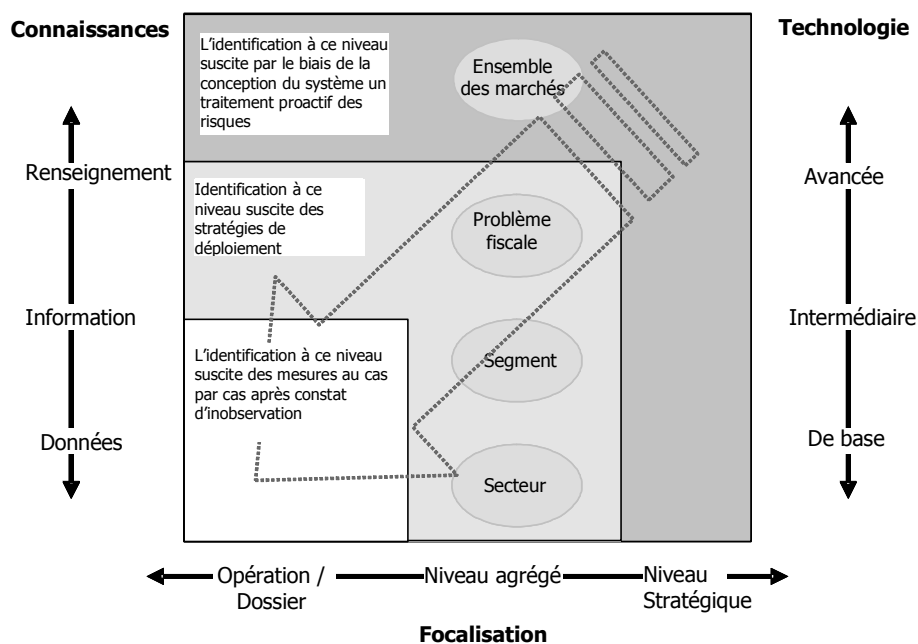 Connaissances
Technologie
L'identification à ce niveau
suscite par le biais de la
conception du système un
traitement proactif des
risques
Ensemble
des marchés
Renseignement
Avancée
Identification à ce
niveau suscite des
stratégies de
déploiement
Problème
fiscale
Information
Intermédiaire
L'identification à ce niveau
suscite des mesures au cas
par cas après constat
d'inobservation
Segment
Données
De base
Secteur
Opération /
Dossier
Niveau agrégé
Niveau
Stratégique
Focalisation